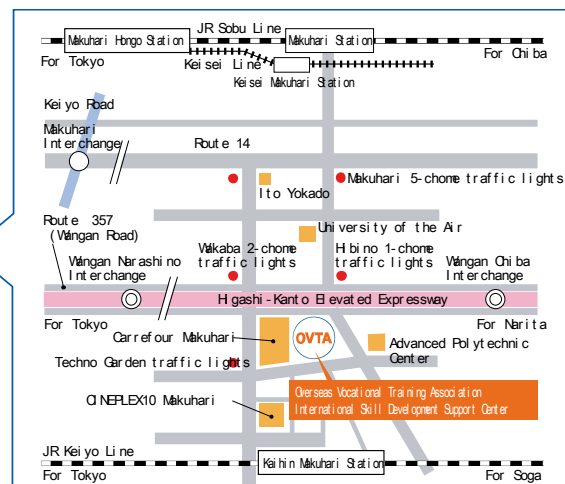 JR Sobu Line
Makuhari Hongo Station
Makuhari Station
For Tokyo
Keisei Line
For Chiba
Keisei Makuhari Station
Keiyo Road
Makuhari
Interchange
Route 14
Makuhari 5-chome traffic lights
Ito Yokado
Route 357
(Wangan Road)
University of the Air
Wakaba 2-chome
traffic lights
Hibino 1-chome
traffic lights
Wangan Narashino
Interchange
Wangan Chiba
Interchange
Higashi-Kanto Elevated Expressway
For Tokyo
For Narita
Carrefour Makuhari
OVTA
Advanced Polytechnic
Center
Techno Garden traffic lights
Overseas Vocational Training Association
International Skill Development Support Center
CINEPLEX10 Makuhari
JR Keiyo Line
Kaihin Makuhari Station
For Tokyo
For Soga